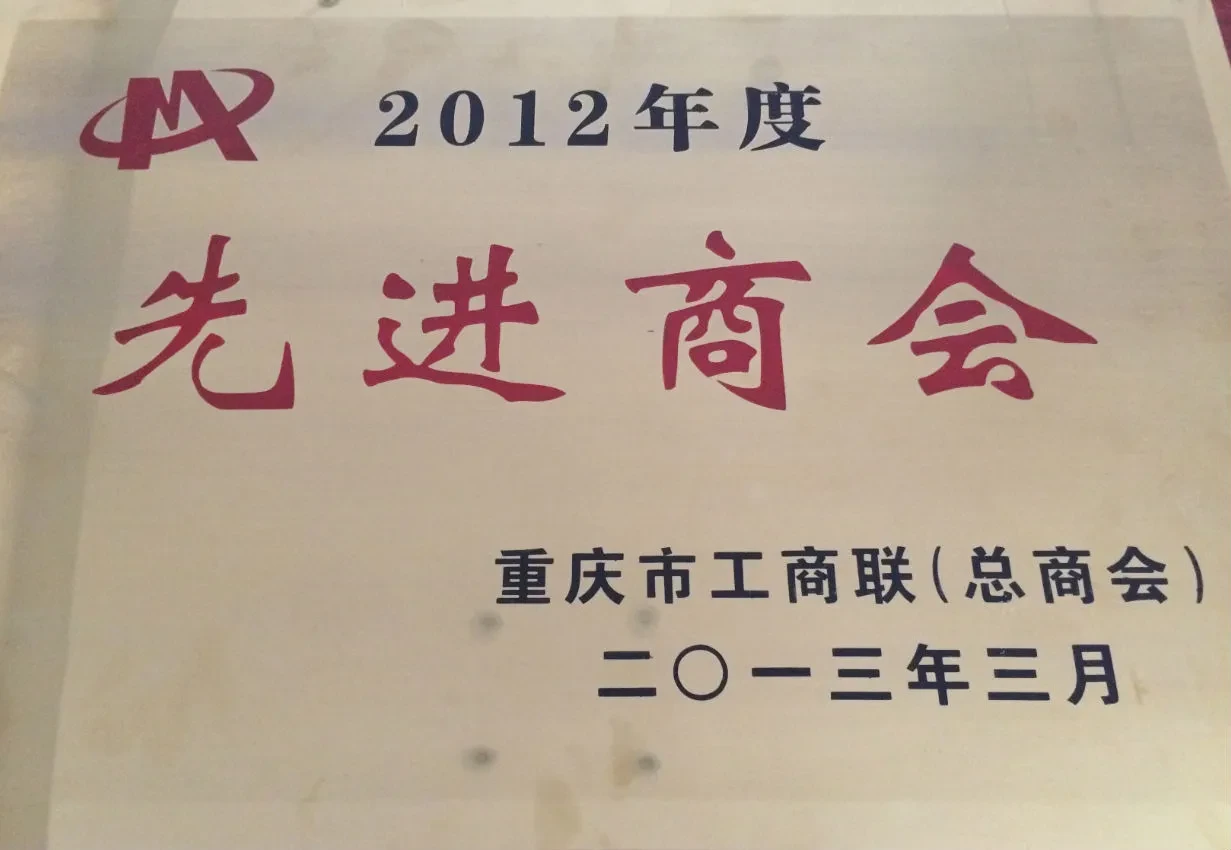 2012年度
先进商会
重庆市工商联(总商会)
二〇一三年三月